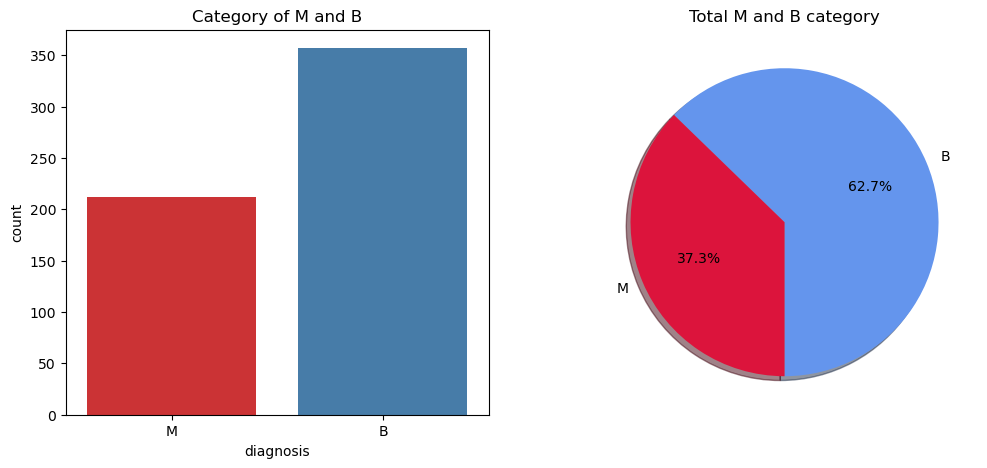 Category of M and B
350
300
250
200
150
100
50
0
count
M
B
diagnosis
Total M and B category
B
62.7%
37.3%
M